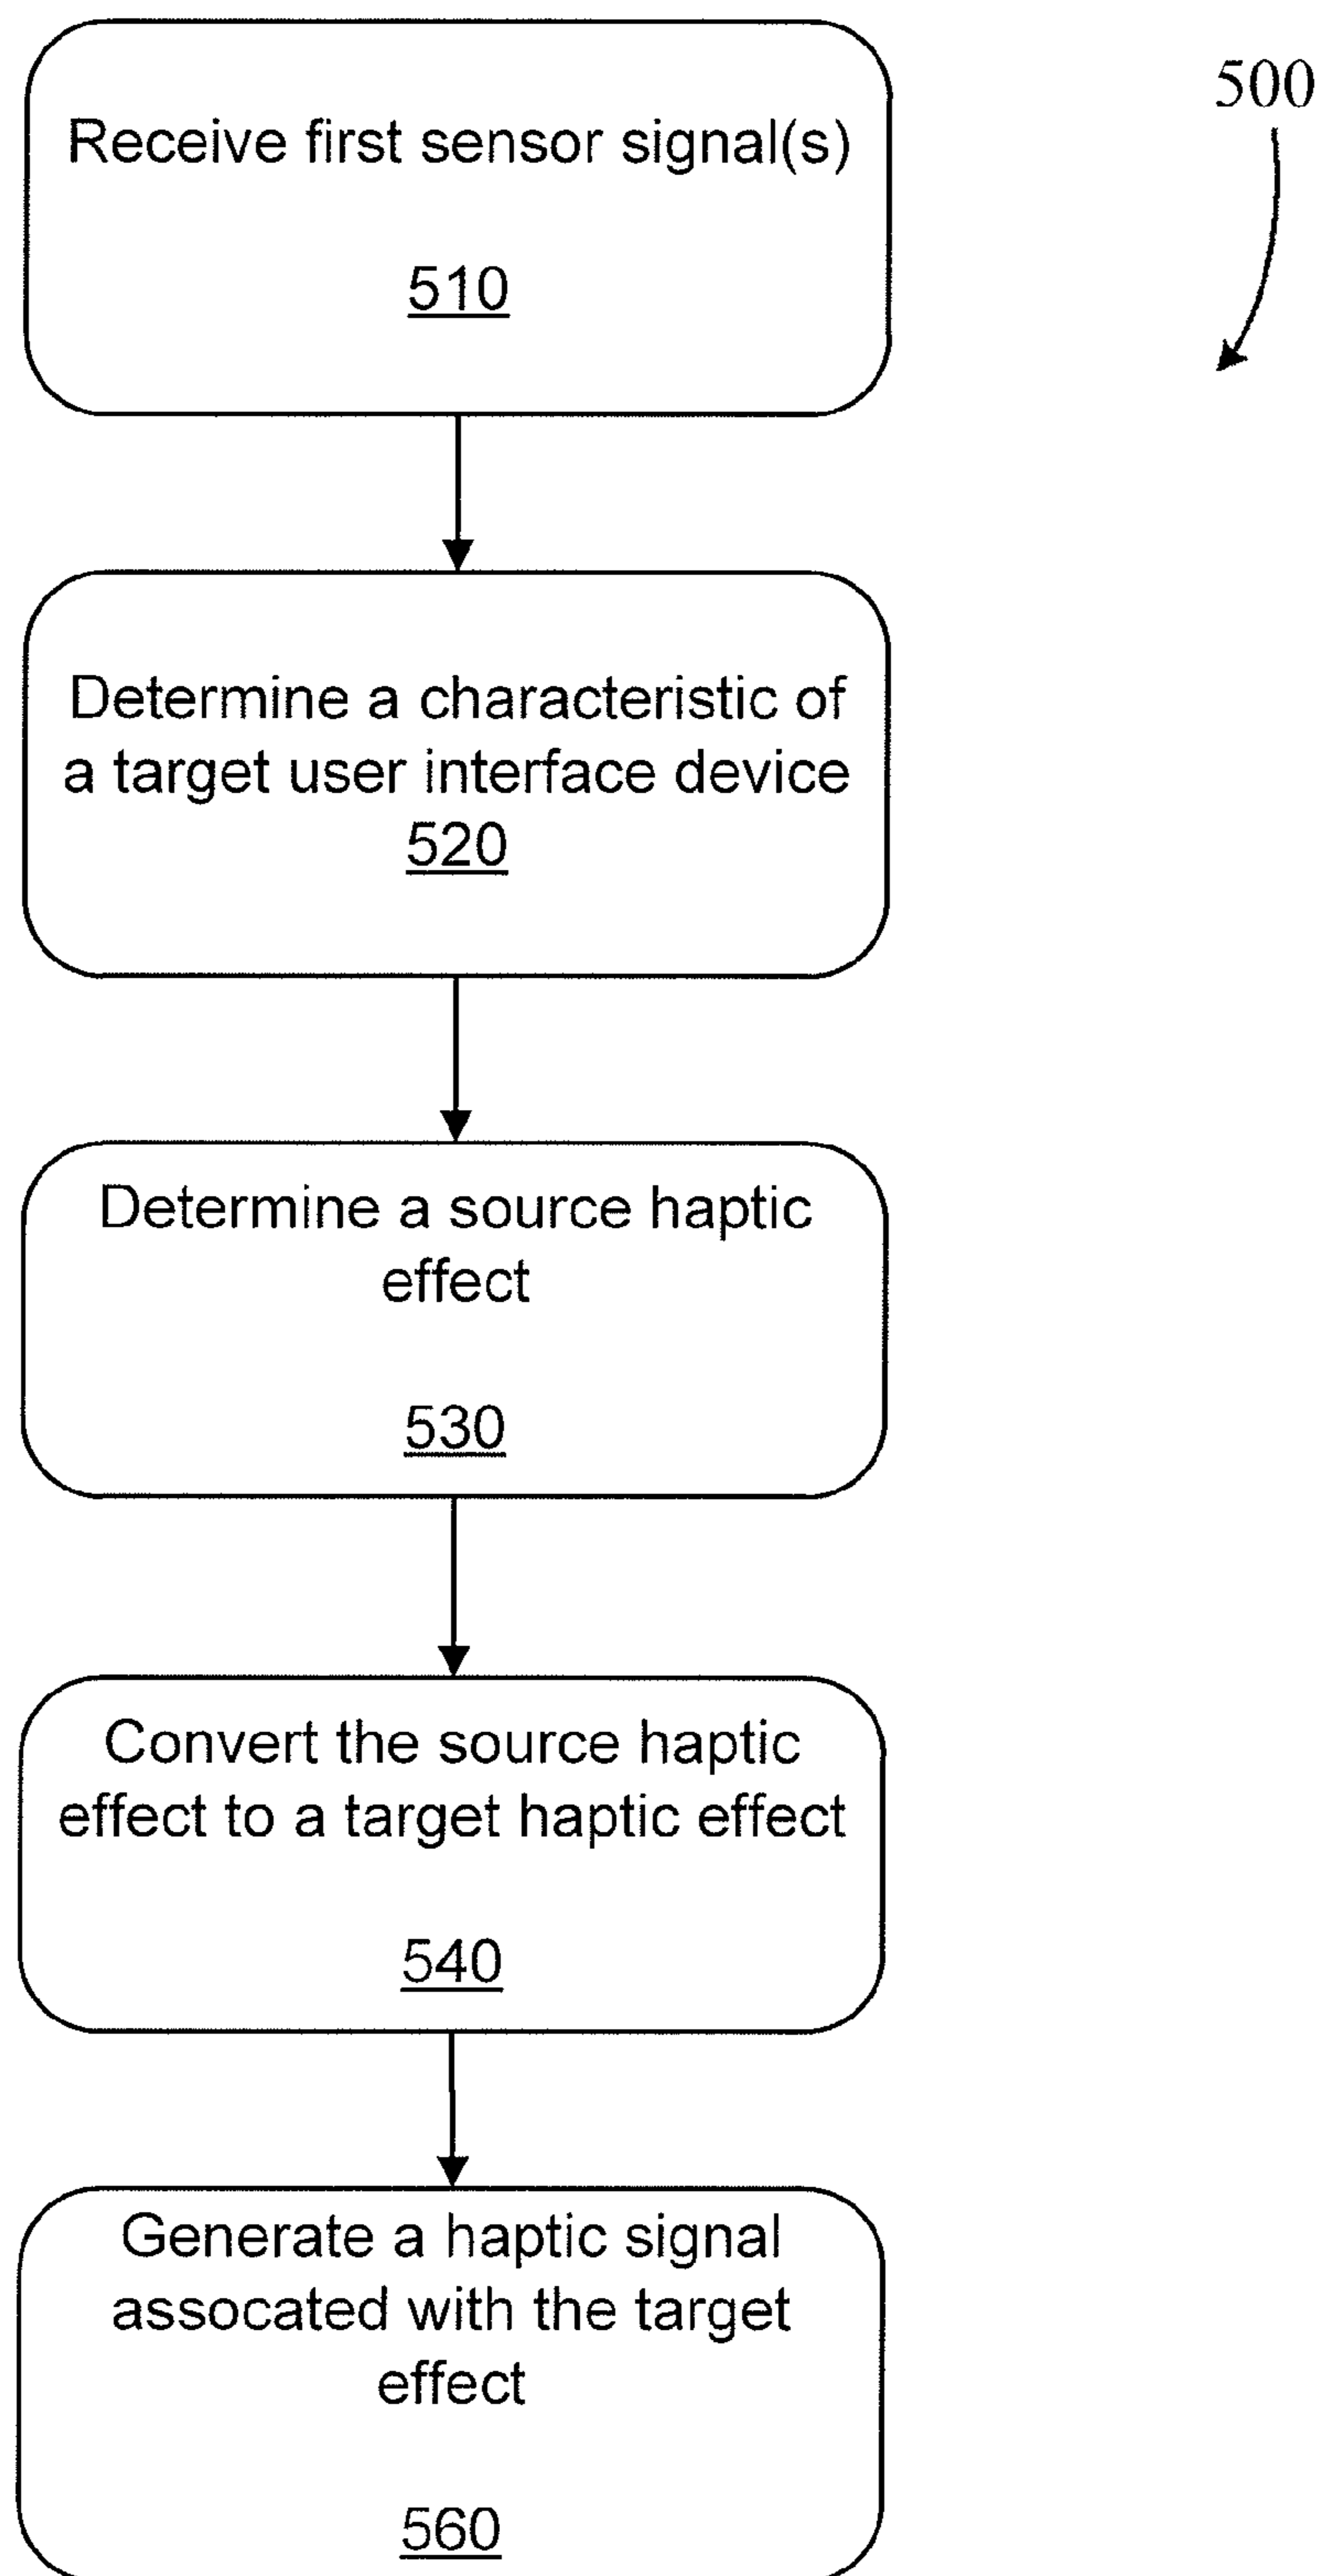 500
Receive first sensor signal(s)
510
Determine a characteristic of
a target user interface device
520
Determine a source haptic
effect
530
Convert the source haptic
effect to a target haptic effect
540
Generate a haptic signal
assocated with the target
effect
560